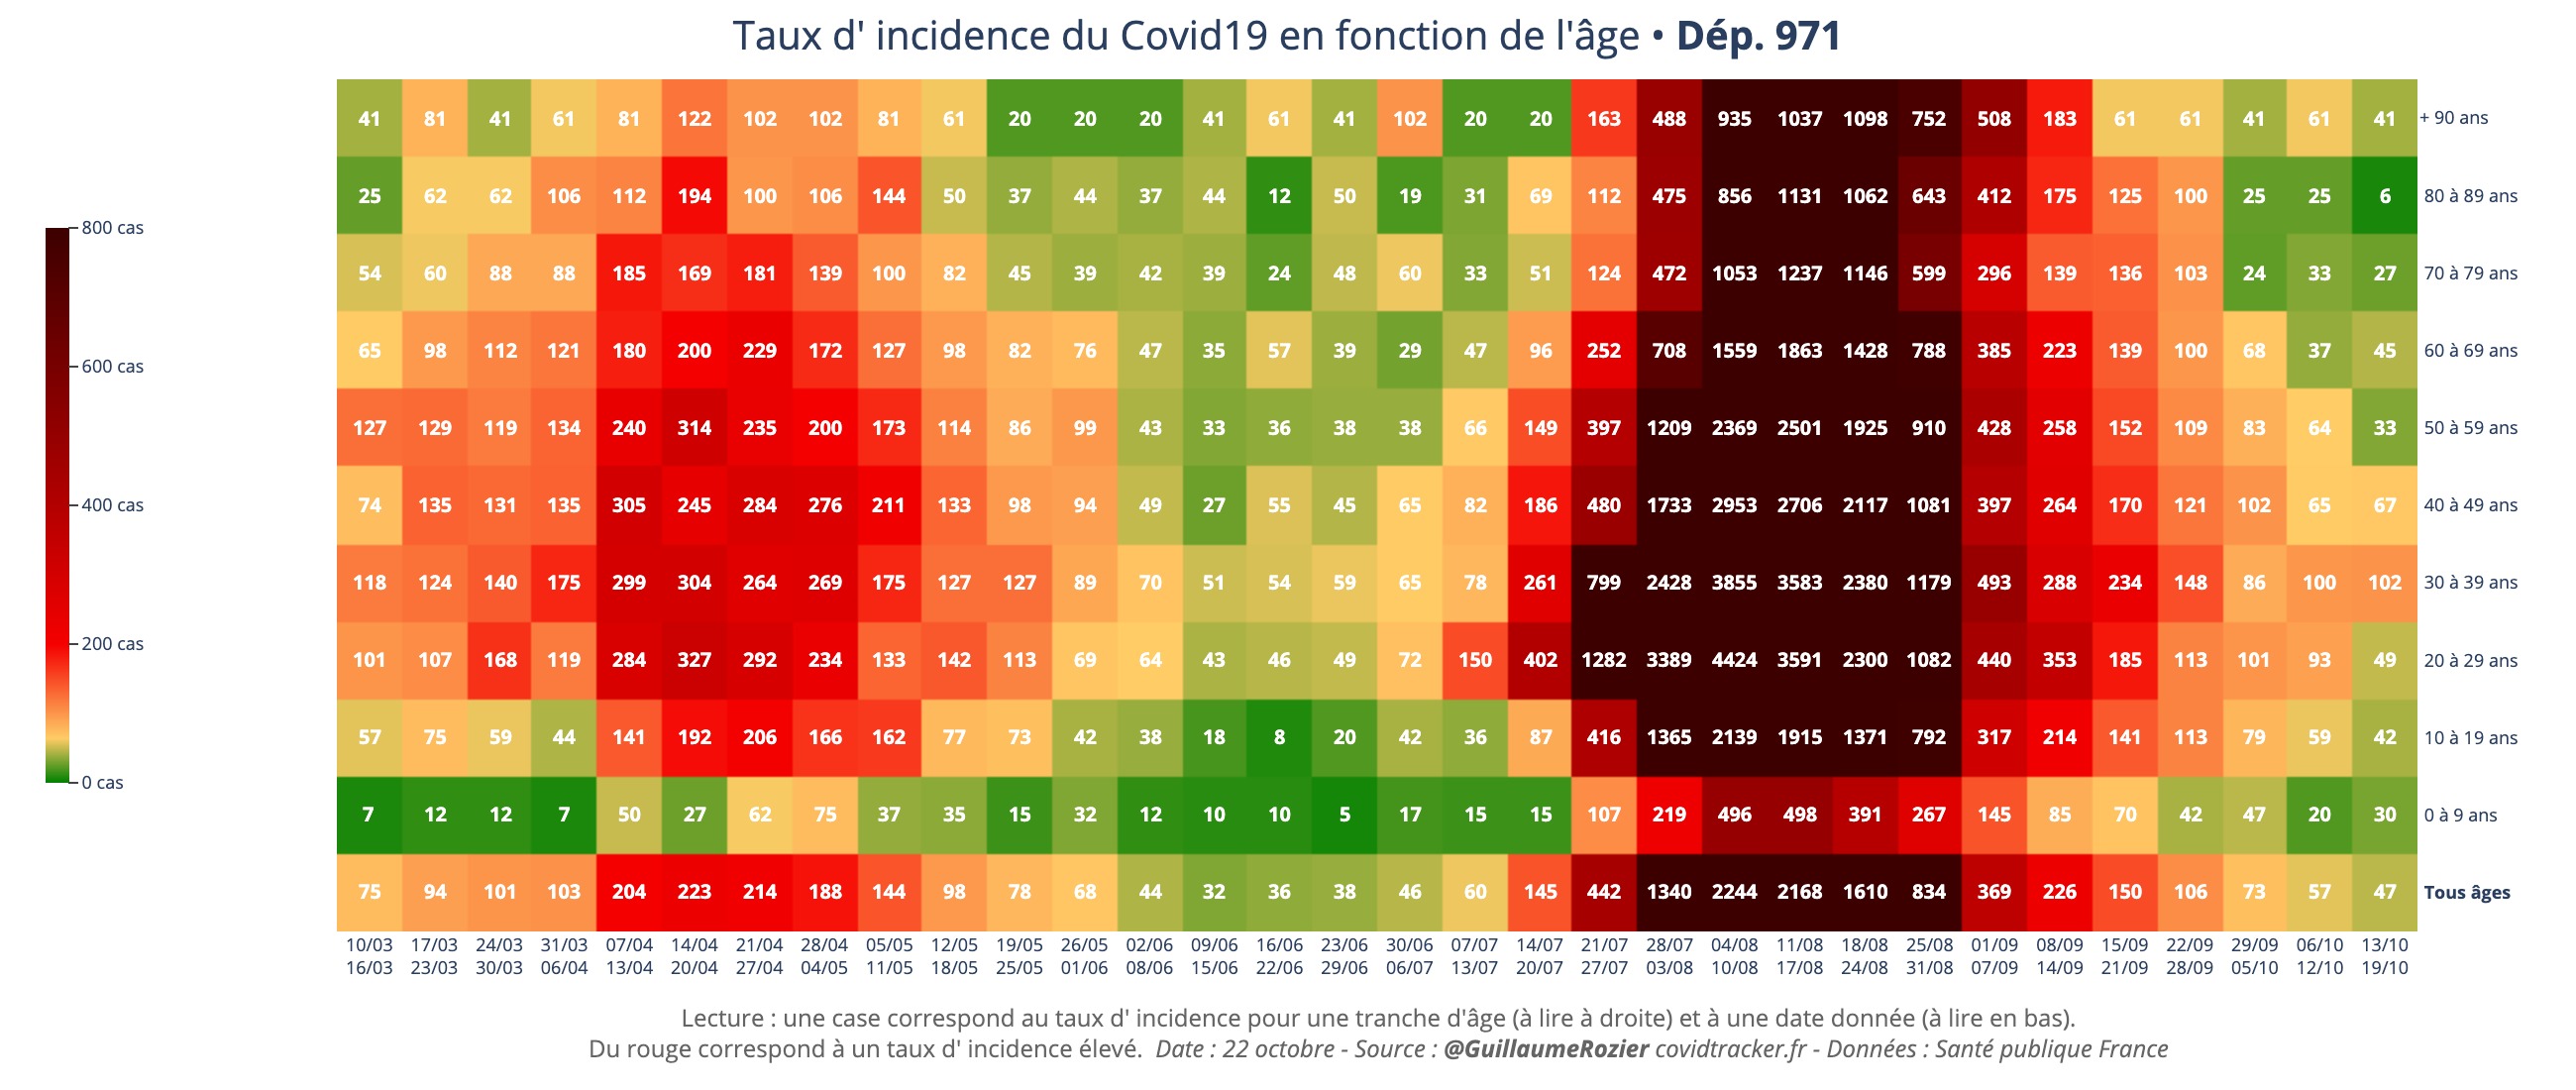 Taux d' incidence du Covid19 en fonction de l'âge • Dép. 971
41 81 41 61 81 122 102 102 81 61 20 20 20 41 61 41 102 20 20 163 488 935 1037 1098 752 508 183 61 61 41 61 41 + 90 ans
25 62 62 106 112 194 100 106 144 50 37 44 37 44 12 50 19 31 69 112 475 856 1131 1062 643 412 175 125 100 25 25 6 80 à 89 ans
800 cas
54 60 88 88 185 169 181 139 100 82 45 39 42 39 24 48 60 33 51 124 472 1053 1237 1146 599 296 139 136 103 24 33 27 70 à 79 ans
65 98 112 121 180 200 229 172 127 98 82 76 47 35 57 39 29 47 96 252 708 1559 1863 1428 788 385 223 139 100 68 37 45 60 à 69 ans
600 cas
127 129 119 134 240 314 235 200 173 114 86 99 43 33 36 38 38 66 149 397 1209 2369 2501 1925 910 428 258 152 109 83 64 33 50 à 59 ans
400 cas
74 135 131 135 305 245 284 276 211 133 98 94 49 27 55 45 65 82 186 480 1733 2953 2706 2117 1081 397 264 170 121 102 65 67 40 à 49 ans
118 124 140 175 299 304 264 269 175 127 127 89 70 51 54 59 65 78 261 799 2428 3855 3583 2380 1179 493 288 234 148 86 100 102 30 à 39 ans
200 cas
101 107 168 119 284 327 292 234 133 142 113 69 64 43 46 49 72 150 402 1282 3389 4424 3591 2300 1082 440 353 185 113 101 93 49 20 à 29 ans
57 75 59 44 141 192 206 166 162 77 73 42 38 18 8 20 42 36 87 416 1365 2139 1915 1371 792 317 214 141 113 79 59 42 10 à 19 ans
0 cas
7 12 12 7 50 27 62 75 37 35 15 32 12 10 10 5 17 15 15 107 219 496 498 391 267 145 85 70 42 47 20 30 0 à 9 ans
75 94 101 103 204 223 214 188 144 98 78 68 44 32 36 38 46 60 145 442 1340 2244 2168 1610 834 369 226 150 106 73 57 47 Tous âges
10/03 17/03 24/03 31/03 07/04 14/04 21/04 28/04 05/05 12/05 19/05 26/05 02/06 09/06 16/06 23/06 30/06 07/07 14/07 21/07 28/07 04/08 11/08 18/08 25/08 01/09 08/09 15/09 22/09 29/09 06/10 13/10
16/03 23/03 30/03 06/04 13/04 20/04 27/04 04/05 11/05 18/05 25/05 01/06 08/06 15/06 22/06 29/06 06/07 13/07 20/07 27/07 03/08 10/08 17/08 24/08 31/08 07/09 14/09 21/09 28/09 05/10 12/10 19/10
Lecture : une case correspond au taux d' incidence pour une tranche d'âge (à lire à droite) et à une date donnée (à lire en bas).
Du rouge correspond à un taux d' incidence élevé. Date : 22 octobre - Source : @GuillaumeRozier covidtracker.fr - Données : Santé publique France